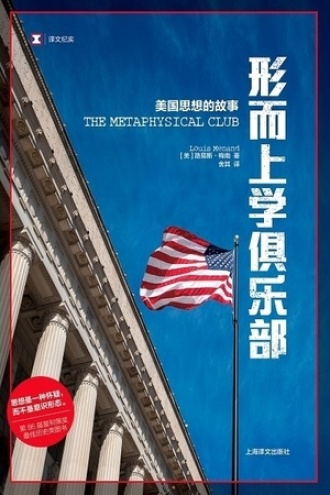 译文纪实
形而上学俱乐部
美国思想的故事
THE METAPHYSICAL CLUB
Louis Menand
[美] 路易斯·梅南 著
舍其 译
思想是一种怀疑,
而不是意识形态。
第86届普利策奖
最佳历史类图书
上海译文出版社